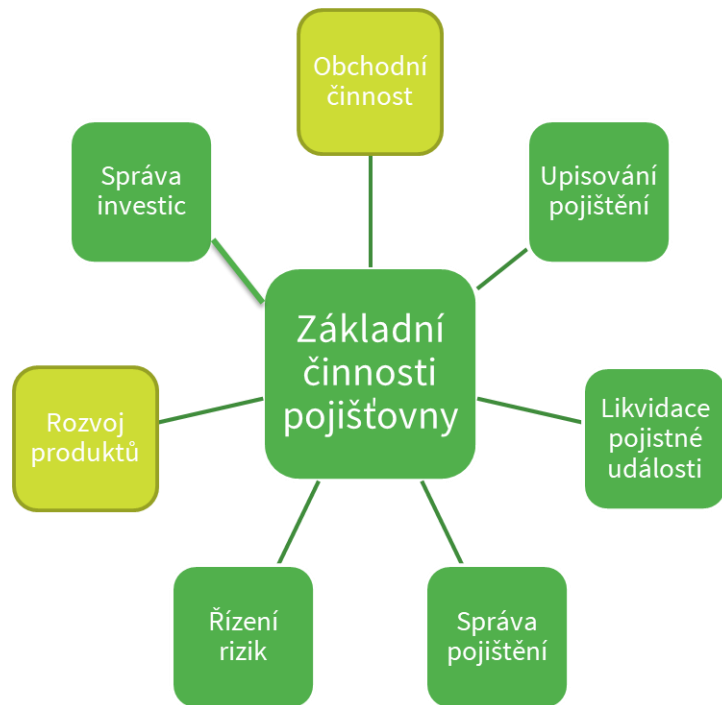 Obchodní
činnost
Správa
investic
Upisování
pojištění
Základní
činnosti
pojišťovny
Rozvoj
produktů
Likvidace
pojistné
události
Řízení
rizik
Správa
pojištění